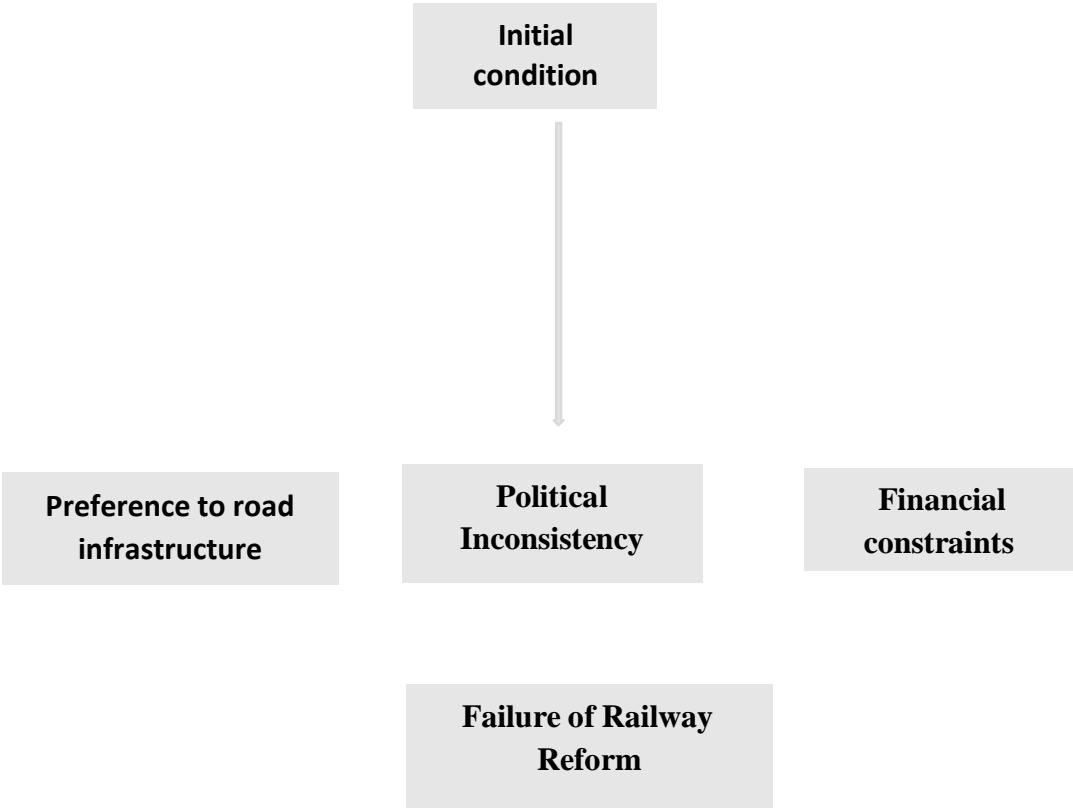 Initial
condition
Preference to road
infrastructure
Political
Inconsistency
Financial
constraints
Failure of Railway
Reform